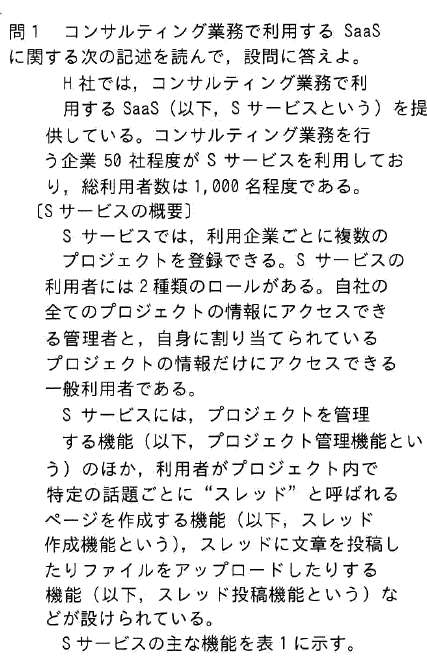 問1　コンサルティング業務で利用する SaaS
に関する次の記述を読んで，設問に答えよ。
H 社では，コンサルティング業務で利
用する SaaS（以下，S サービスという）を提
供している。コンサルティング業務を行
う企業 50 社程度が S サービスを利用してお
り，総利用者数は 1,000 名程度である。
〔S サービスの概要〕
S サービスでは，利用企業ごとに複数の
プロジェクトを登録できる。S サービスの
利用者には 2 種類のロールがある。自社の
全てのプロジェクトの情報にアクセスでき
る管理者と，自身に割り当てられている
プロジェクトの情報だけにアクセスできる
一般利用者である。
S サービスには，プロジェクトを管理
する機能（以下，プロジェクト管理機能とい
う）のほか，利用者がプロジェクト内で
特定の話題ごとに“スレッド”と呼ばれる
ページを作成する機能（以下，スレッド
作成機能という），スレッドに文章を投稿し
たりファイルをアップロードしたりする
機能（以下，スレッド投稿機能という）な
どが設けられている。
S サービスの主な機能を表 1 に示す。